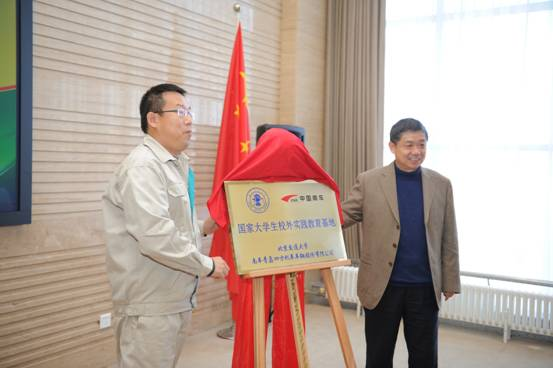 中国南车
国家大学生校外实践教育基地
北京交通大学
南车青岛四方机车车辆股份有限公司